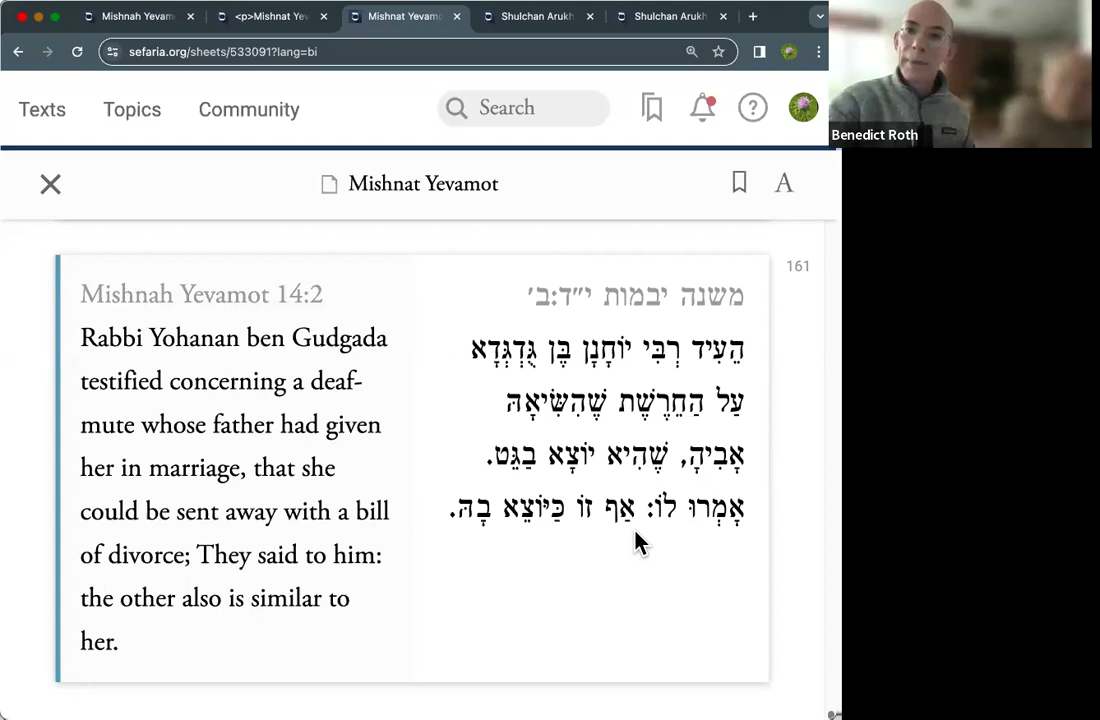 Mishnah Yevam
<p>Mishnat Yev
Mishnat Yevamo
Shulchan Arukh
Shulchan Arukh
sefaria.org/sheets/533091?lang=bi
Texts
Topics
Community
Search
Benedict Roth
Mishnat Yevamot
A
161
Mishnah Yevamot 14:2
Rabbi Yohanan ben Gudgada
testified concerning a deaf-
mute whose father had given
her in marriage, that she
could be sent away with a bill
of divorce; They said to him:
the other also is similar to
her.
משנה יבמות י״ד:ב׳
הֵעִיד רְבִּי יוֹחָנָן בֶּן גֻּדְגְּדָא
עַל הַחֵרֶשֶׁת שֶׁהִשִּׂיאָהּ
אָבִיהָ, שֶׁהִיא יוֹצָא בַגֵּט.
אָמְרוּ לוֹ: אַף זוֹ כַּיּוֹצֵא בָהּ.